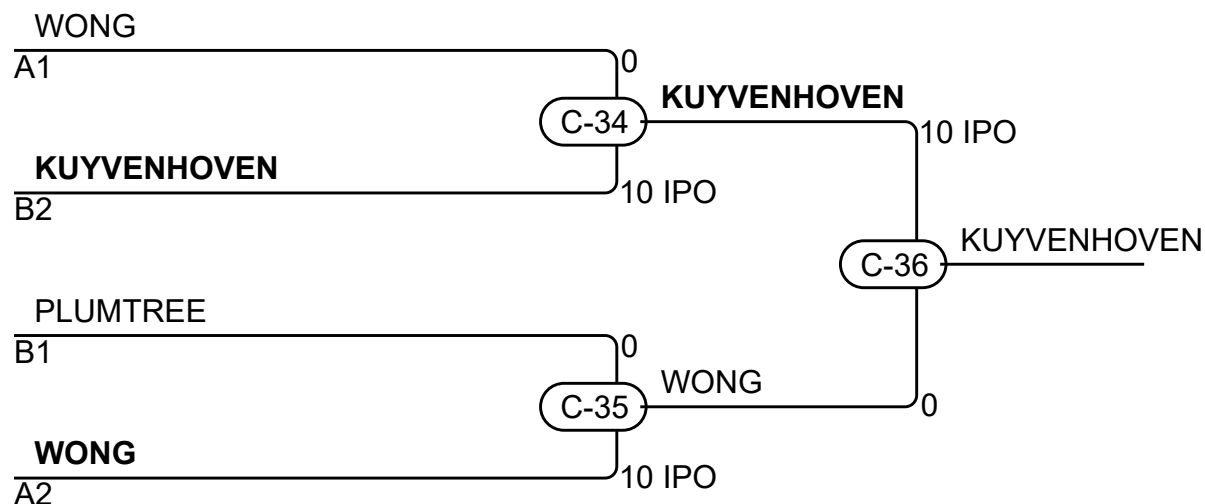 WONG
A1
0
C-34
KUYVENHOVEN
10 IPO
KUYVENHOVEN
B2
10 IPO
C-36
KUYVENHOVEN
PLUMTREE
B1
0
C-35
WONG
0
WONG
A2
10 IPO